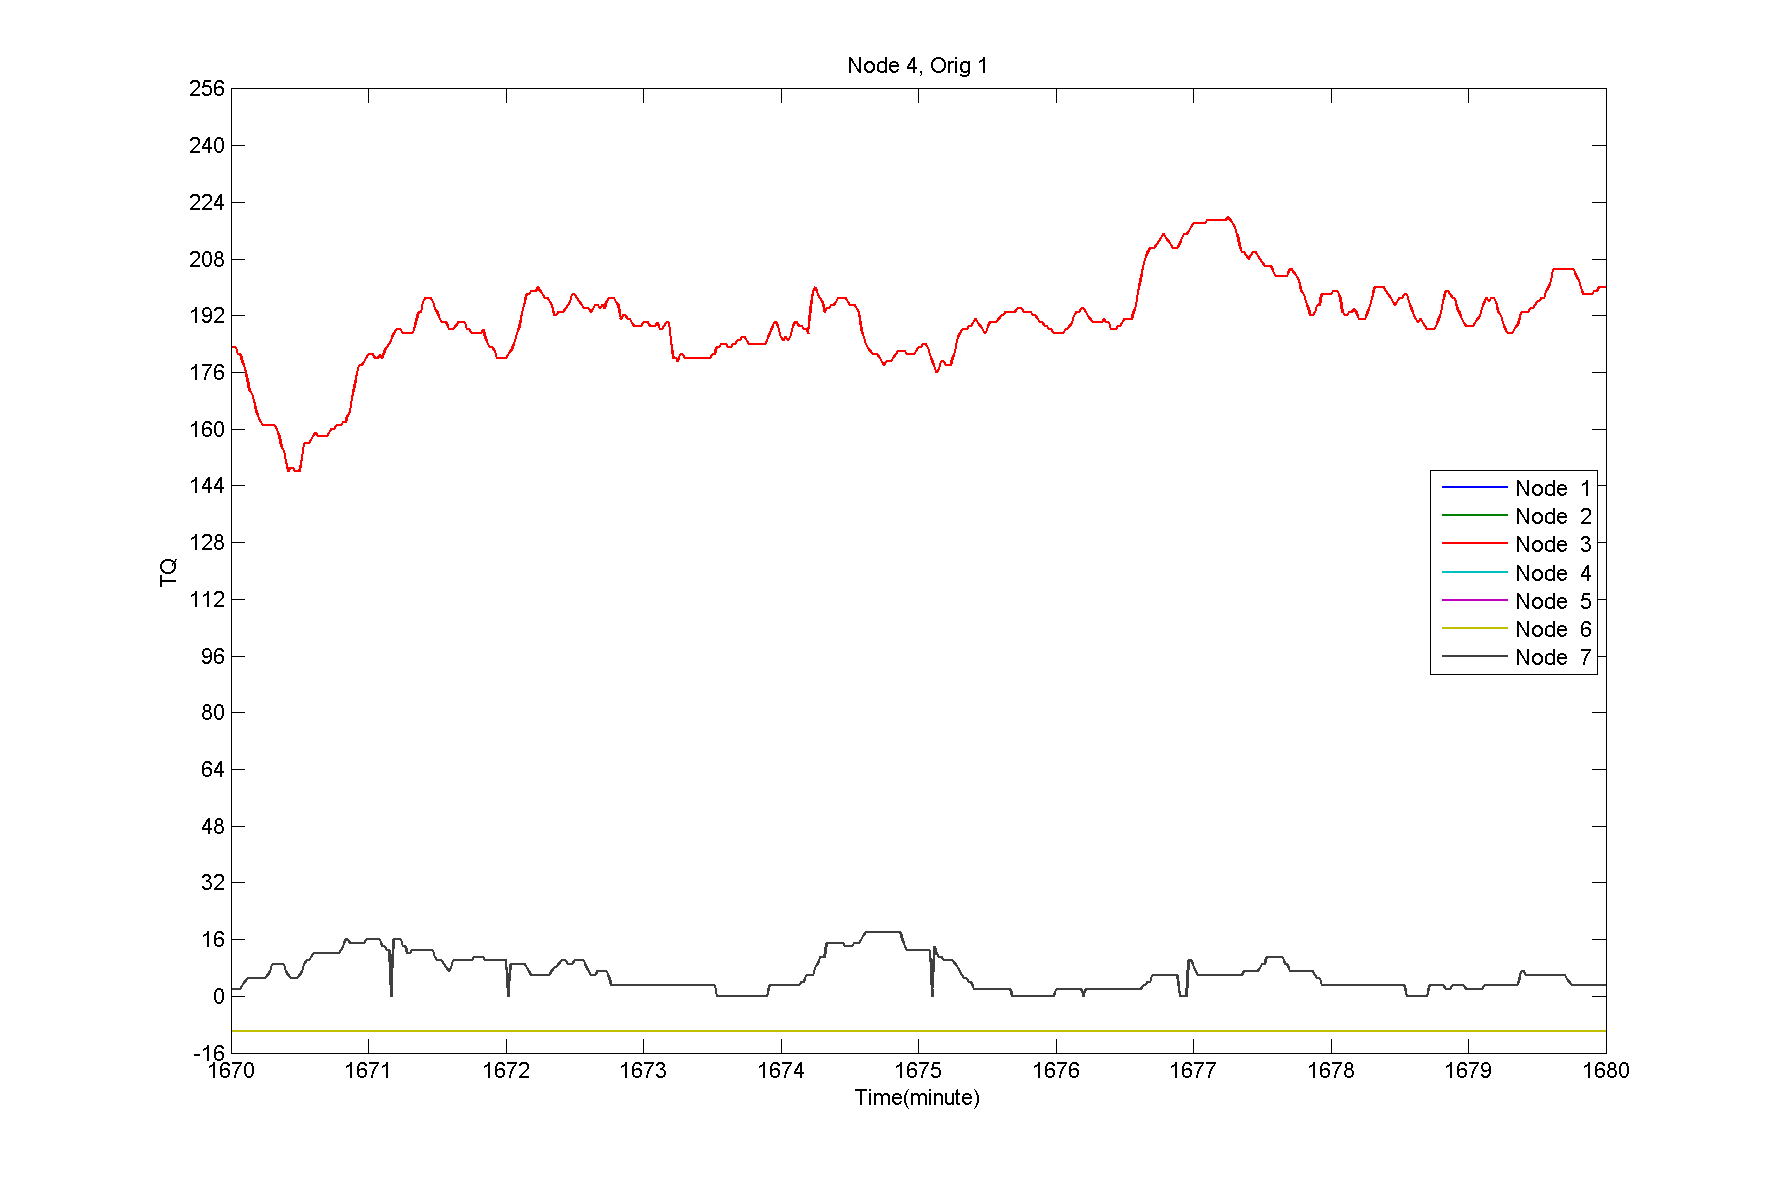 Node 4, Orig 1
256
240
224
208
192
176
160
144
128
112
96
80
64
48
32
16
0
-16
TQ
Node 1
Node 2
Node 3
Node 4
Node 5
Node 6
Node 7
1670 1671 1672 1673 1674 1675 1676 1677 1678 1679 1680
Time(minute)